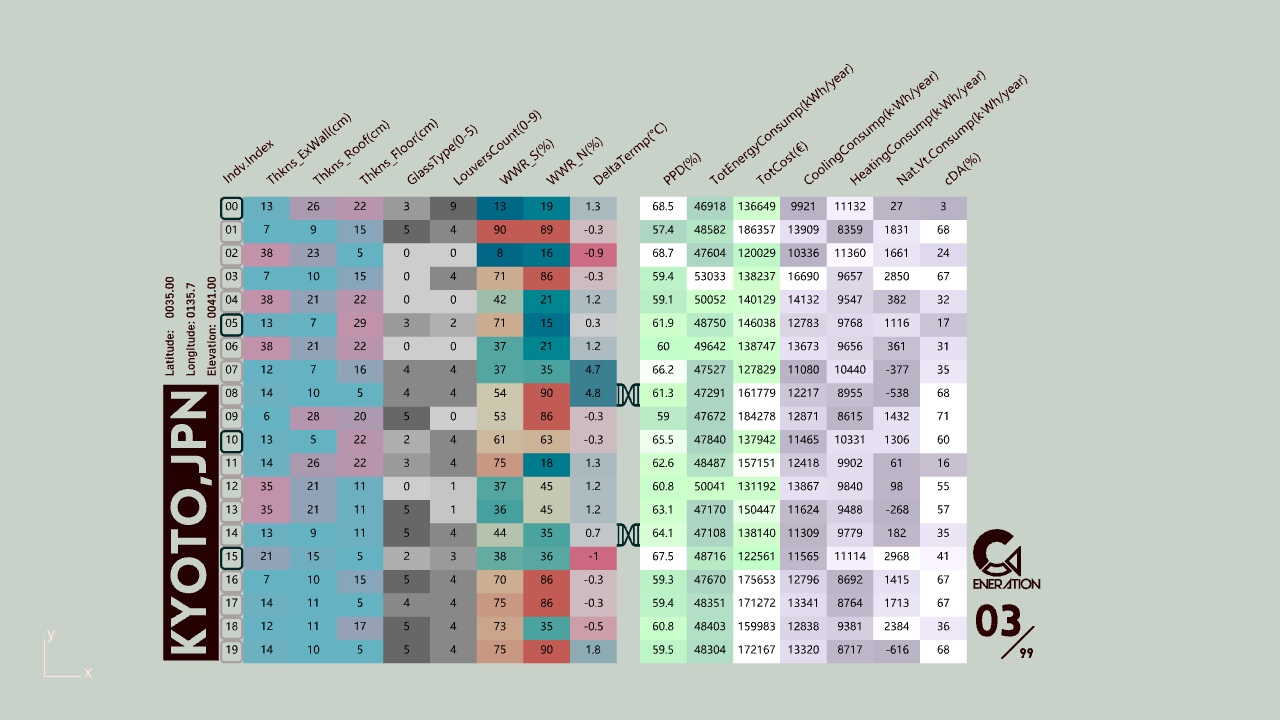 Indv.Index Thkns_ExWall(cm) Thkns_Roof(cm) Thkns_Floor(cm) GlassType(0-5) LouversCount(0-9) WWR_S(%) WWR_N(%) DeltaTermp(°C) PPD(%) TotEnergyConsump(kWh/year) TotCost(€) CoolingConsump(k·Wh/year) HeatingConsump(k·Wh/year) Nat.Vt.Consump(k·Wh/year) cDA(%)
00 13 26 22 3 9 13 19 1.3 68.5 46918 136649 9921 11132 27 3
01 7 9 15 5 4 90 89 -0.3 57.4 48582 186357 13909 8359 1831 68
02 38 23 5 0 0 8 16 -0.9 68.7 47604 120029 10336 11360 1661 24
03 7 10 15 0 4 71 86 -0.3 59.4 53033 138237 16690 9657 2850 67
04 38 21 22 0 0 42 21 1.2 59.1 50052 140129 14132 9547 382 32
05 13 7 29 3 2 71 15 0.3 61.9 48750 146038 12783 9768 1116 17
06 38 21 22 0 0 37 21 1.2 60 49642 138747 13673 9656 361 31
07 12 7 16 4 4 37 35 4.7 66.2 47527 127829 11080 10440 -377 35
08 14 10 5 4 4 54 90 4.8 61.3 47291 161779 12217 8955 -538 68
09 6 28 20 5 0 53 86 -0.3 59 47672 184278 12871 8615 1432 71
10 13 5 22 2 4 61 63 -0.3 65.5 47840 137942 11465 10331 1306 60
11 14 26 22 3 4 75 18 1.3 62.6 48487 157151 12418 9902 61 16
12 35 21 11 0 1 37 45 1.2 60.8 50041 131192 13867 9840 98 55
13 35 21 11 5 1 36 45 1.2 63.1 47170 150447 11624 9488 -268 57
14 13 9 11 5 4 44 35 0.7 64.1 47108 138140 11309 9779 182 35
15 21 15 5 2 3 38 36 -1 67.5 48716 122561 11565 11114 2968 41
16 7 10 15 5 4 70 86 -0.3 59.3 47670 175653 12796 8692 1415 67
17 14 11 5 4 4 75 86 -0.3 59.4 48351 171272 13341 8764 1713 67
18 12 11 17 5 4 73 35 -0.5 60.8 48403 159983 12838 9381 2384 36
19 14 10 5 5 4 75 90 1.8 59.5 48304 172167 13320 8717 -616 68
Latitude: 0035.00
Longitude: 0135.7
Elevation: 0041.00
KYOTO,JPN
GENERATION
03/99
y
x